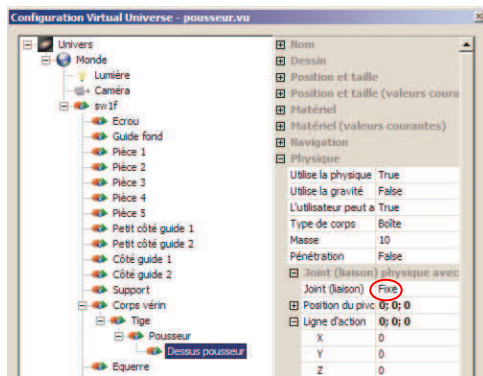 Configuration Virtual Universe - pousseur.vu
Univers
Monde
Lumière
Caméra
sw1f
Ecrou
Guide fond
Pièce 1
Pièce 2
Pièce 3
Pièce 4
Pièce 5
Petit côté guide 1
Petit côté guide 2
Côté guide 1
Côté guide 2
Support
Corps vérin
Tige
Pousseur
Dessus pousseur
Equerre
Nom
Dessin
Position et taille
Position et taille (valeurs coura
Matériel
Matériel (valeurs courantes)
Navigation
Physique
Utilise la physique True
Utilise la gravité False
L'utilisateur peut a True
Type de corps Boîte
Masse 10
Pénétration False
Joint (liaison) physique avec
Joint (liaison) Fixe
Position du pivo 0; 0; 0
Ligne d'action 0; 0; 0
X 0
Y 0
Z 0